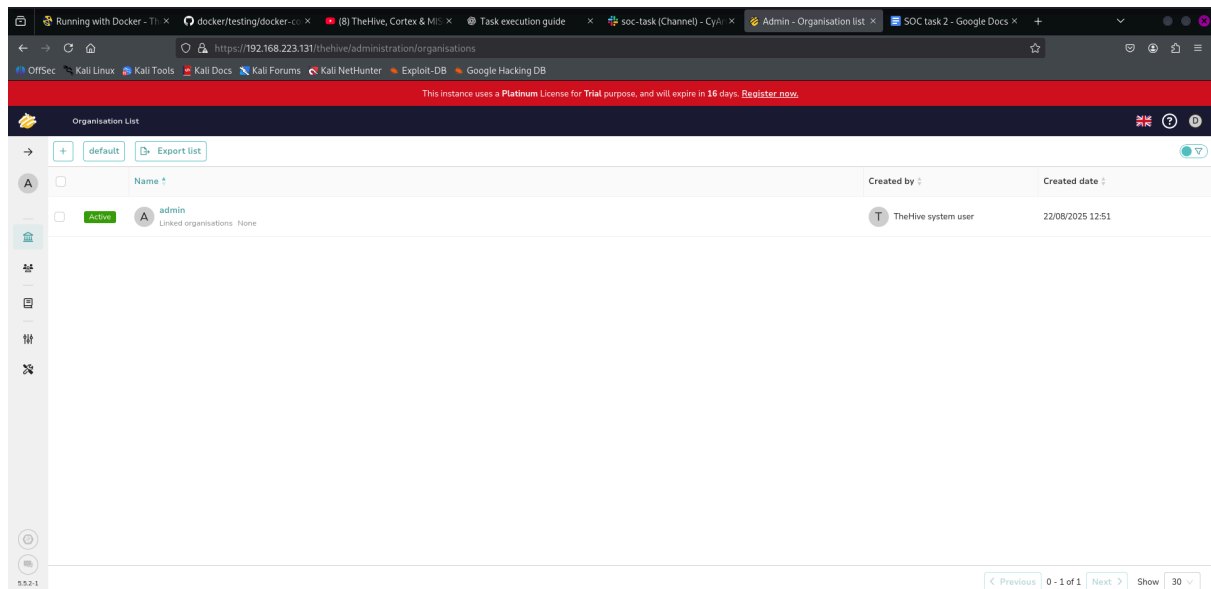 Running with Docker - Th × docker/testing/docker-co × (8) TheHive, Cortex & MIS × Task execution guide × soc-task (Channel) - CyAr × Admin - Organisation list × SOC task 2 - Google Docs × +
https://192.168.223.131/thehive/administration/organisations
OffSec Kali Linux Kali Tools Kali Docs Kali Forums Kali NetHunter Exploit-DB Google Hacking DB
This instance uses a Platinum License for Trial purpose, and will expire in 16 days. Register now.
Organisation List ? D
+ default Export list
A Name Created by Created date
Active A admin T TheHive system user 22/08/2025 12:51
Linked organisations None
5.5.2-1
< Previous 0 - 1 of 1 Next > Show 30